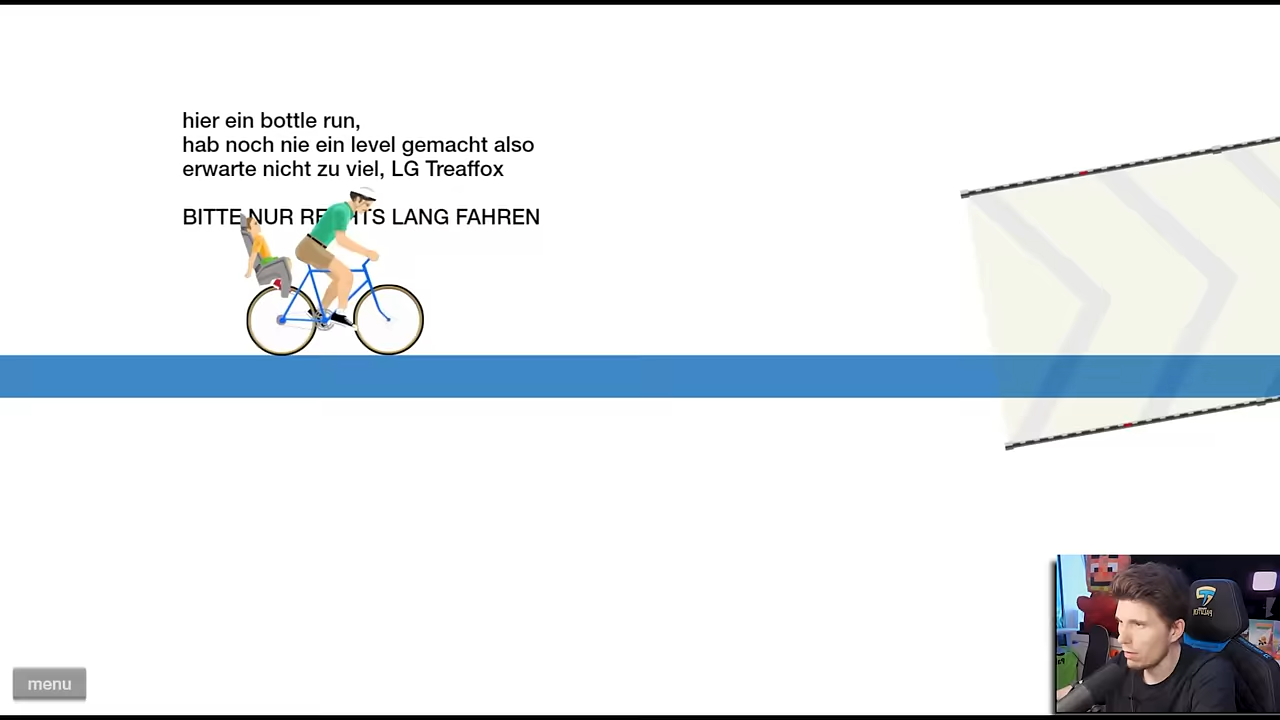 hier ein bottle run,
hab noch nie ein level gemacht also
erwarte nicht zu viel, LG Treaffox
BITTE NUR RECHTS LANG FAHREN
menu